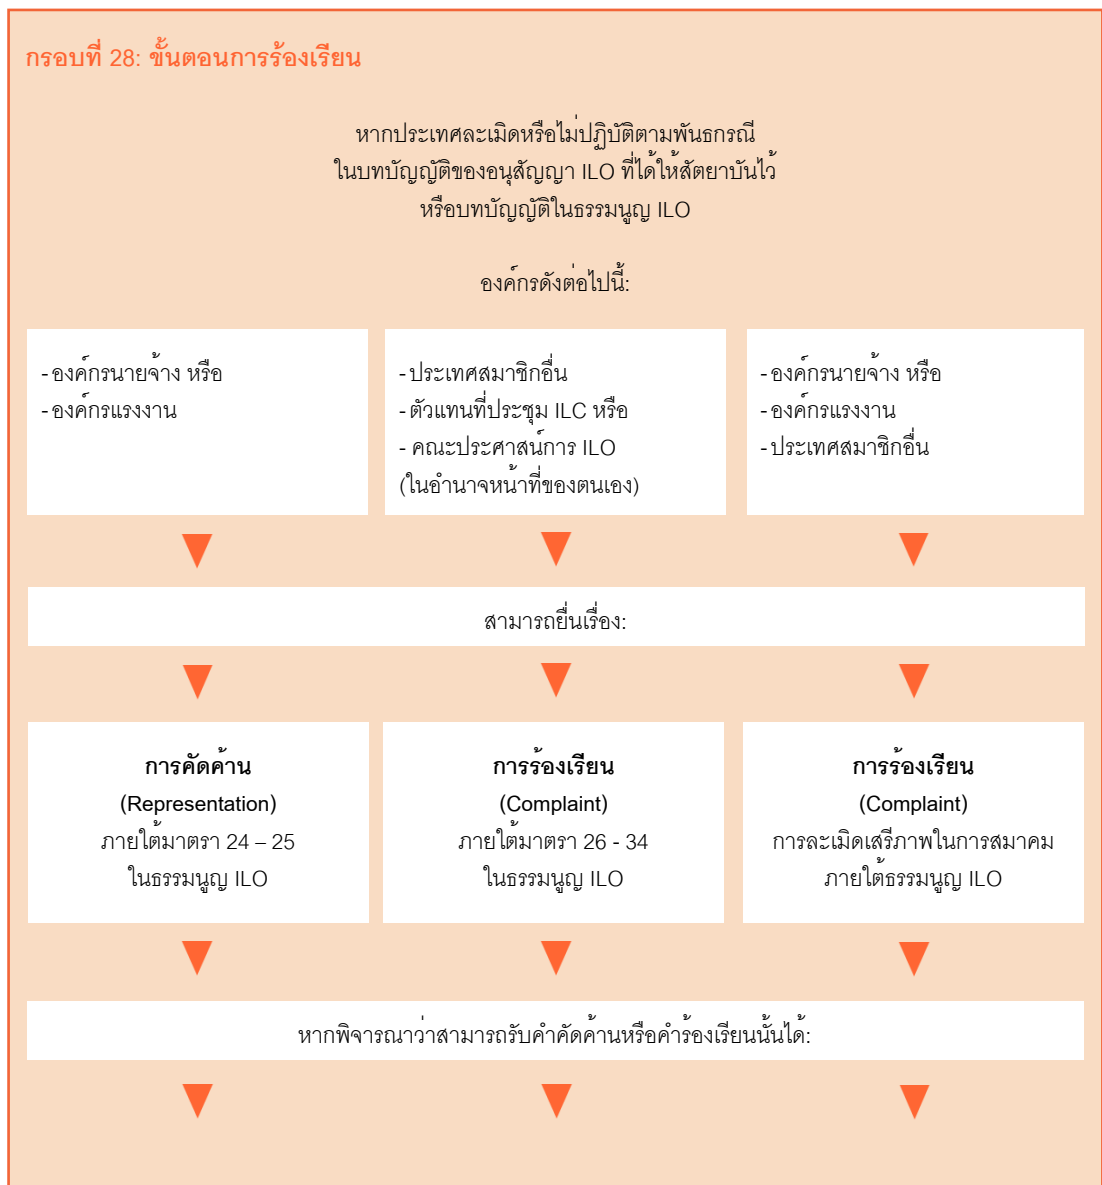 กรอบที่ 28: ขั้นตอนการร้องเรียน
หากประเทศละเมิดหรือไม่ปฏิบัติตามพันธกรณี
ในบทบัญญัติของอนุสัญญา ILO ที่ได้ให้สัตยาบันไว้
หรือบทบัญญัติในธรรมนูญ ILO
องค์กรดังต่อไปนี้:
- องค์กรนายจ้าง หรือ
- องค์กรแรงงาน
- ประเทศสมาชิกอื่น
- ตัวแทนที่ประชุม ILC หรือ
- คณะประศาสน์การ ILO
(ในอำนาจหน้าที่ของตนเอง)
- องค์กรนายจ้าง หรือ
- องค์กรแรงงาน
- ประเทศสมาชิกอื่น
สามารถยื่นเรื่อง:
การคัดค้าน
(Representation)
ภายใต้มาตรา 24 – 25
ในธรรมนูญ ILO
การร้องเรียน
(Complaint)
ภายใต้มาตรา 26 - 34
ในธรรมนูญ ILO
การร้องเรียน
(Complaint)
การละเมิดเสรีภาพในการสมาคม
ภายใต้ธรรมนูญ ILO
หากพิจารณาว่าสามารถรับคำคัดค้านหรือคำร้องเรียนนั้นได้: